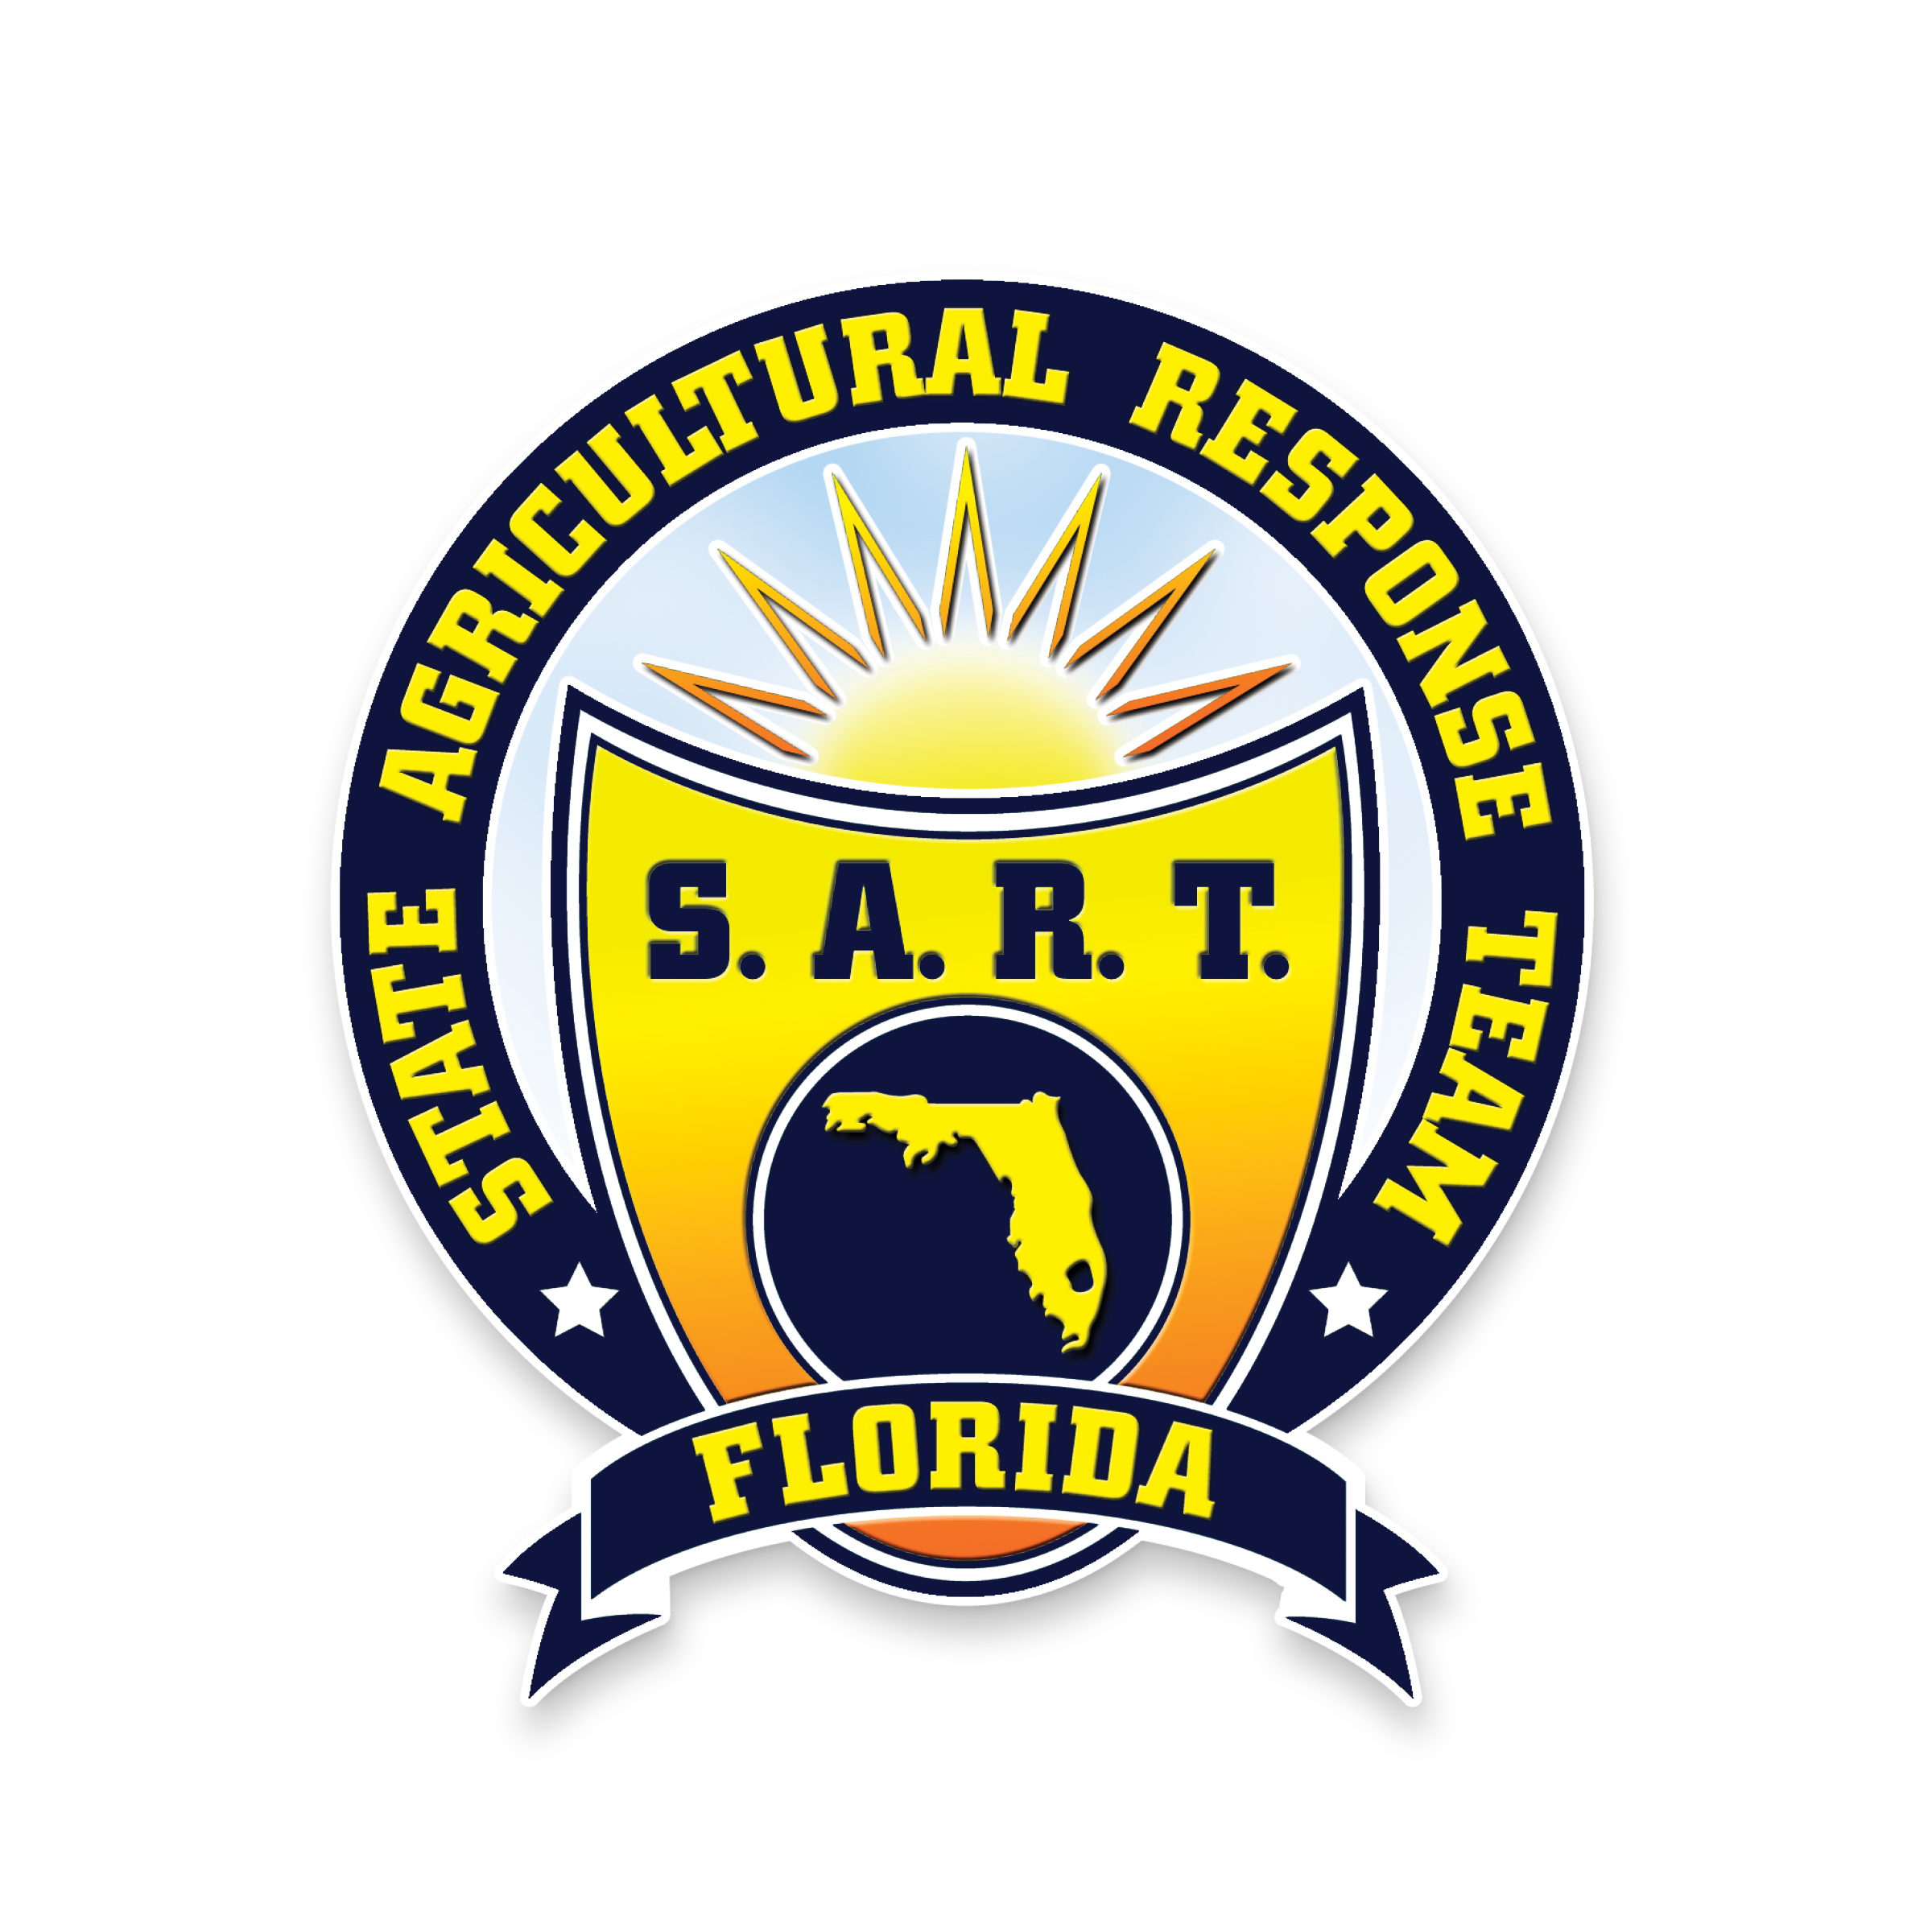 STATE AGRICULTURAL RESPONSE TEAM
S. A. R. T.
FLORIDA